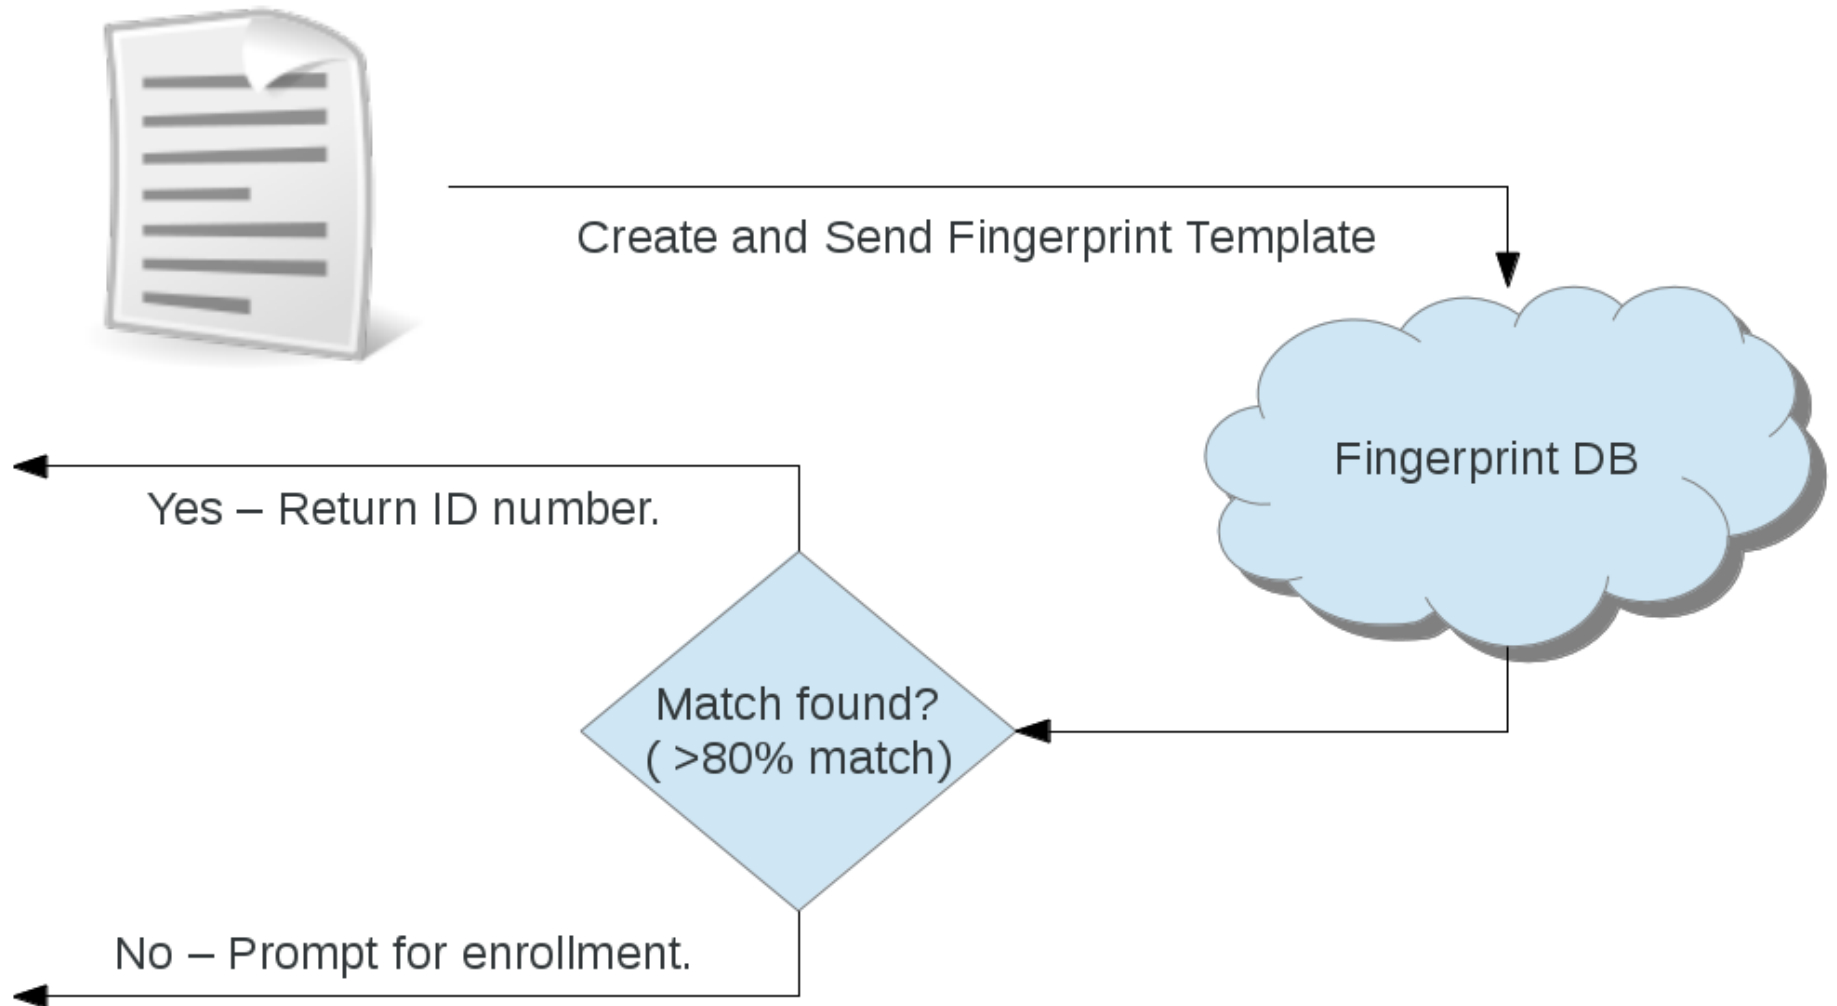 Create and Send Fingerprint Template
Fingerprint DB
Yes – Return ID number.
Match found?
( >80% match)
No – Prompt for enrollment.